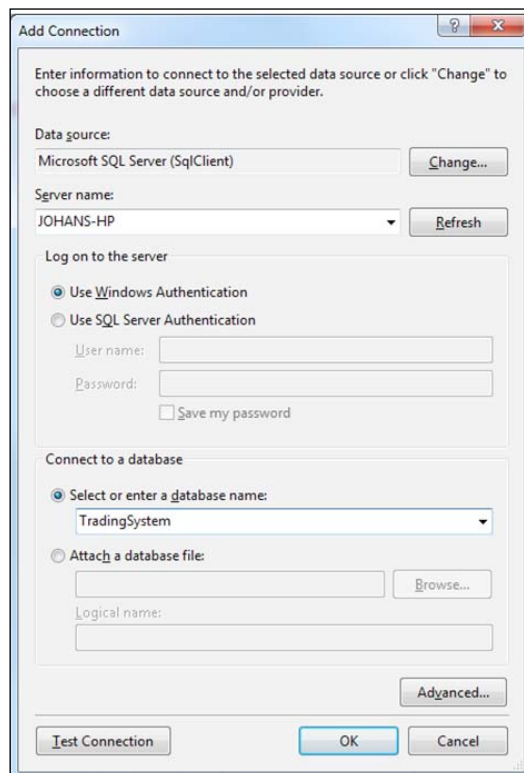 Add Connection
Enter information to connect to the selected data source or click "Change" to
choose a different data source and/or provider.
Data source:
Microsoft SQL Server (SqlClient)
Change...
Server name:
JOHANS-HP
Refresh
Log on to the server
Use Windows Authentication
Use SQL Server Authentication
User name:
Password:
Save my password
Connect to a database
Select or enter a database name:
TradingSystem
Attach a database file:
Browse...
Logical name:
Advanced...
Test Connection
OK
Cancel